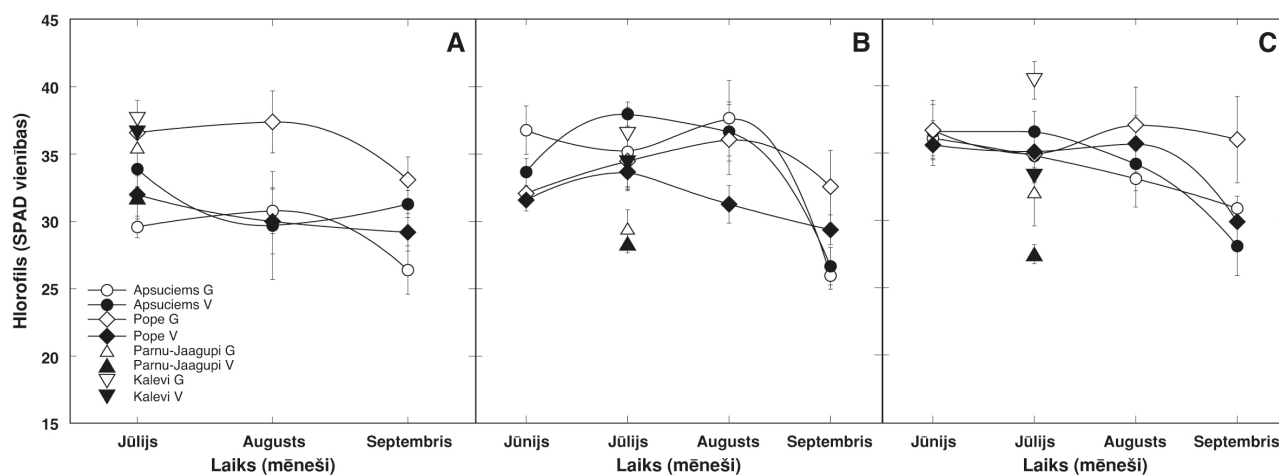 A
B
C
45
40
35
30
25
20
15
Hlorofils (SPAD vienības)
Apsuciems G
Apsuciems V
Pope G
Pope V
Parnu-Jaagupi G
Parnu-Jaagupi V
Kalevi G
Kalevi V
Jūlijs Augusts Septembris
Jūnijs Jūlijs Augusts Septembris
Jūnijs Jūlijs Augusts Septembris
Laiks (mēneši)
Laiks (mēneši)
Laiks (mēneši)